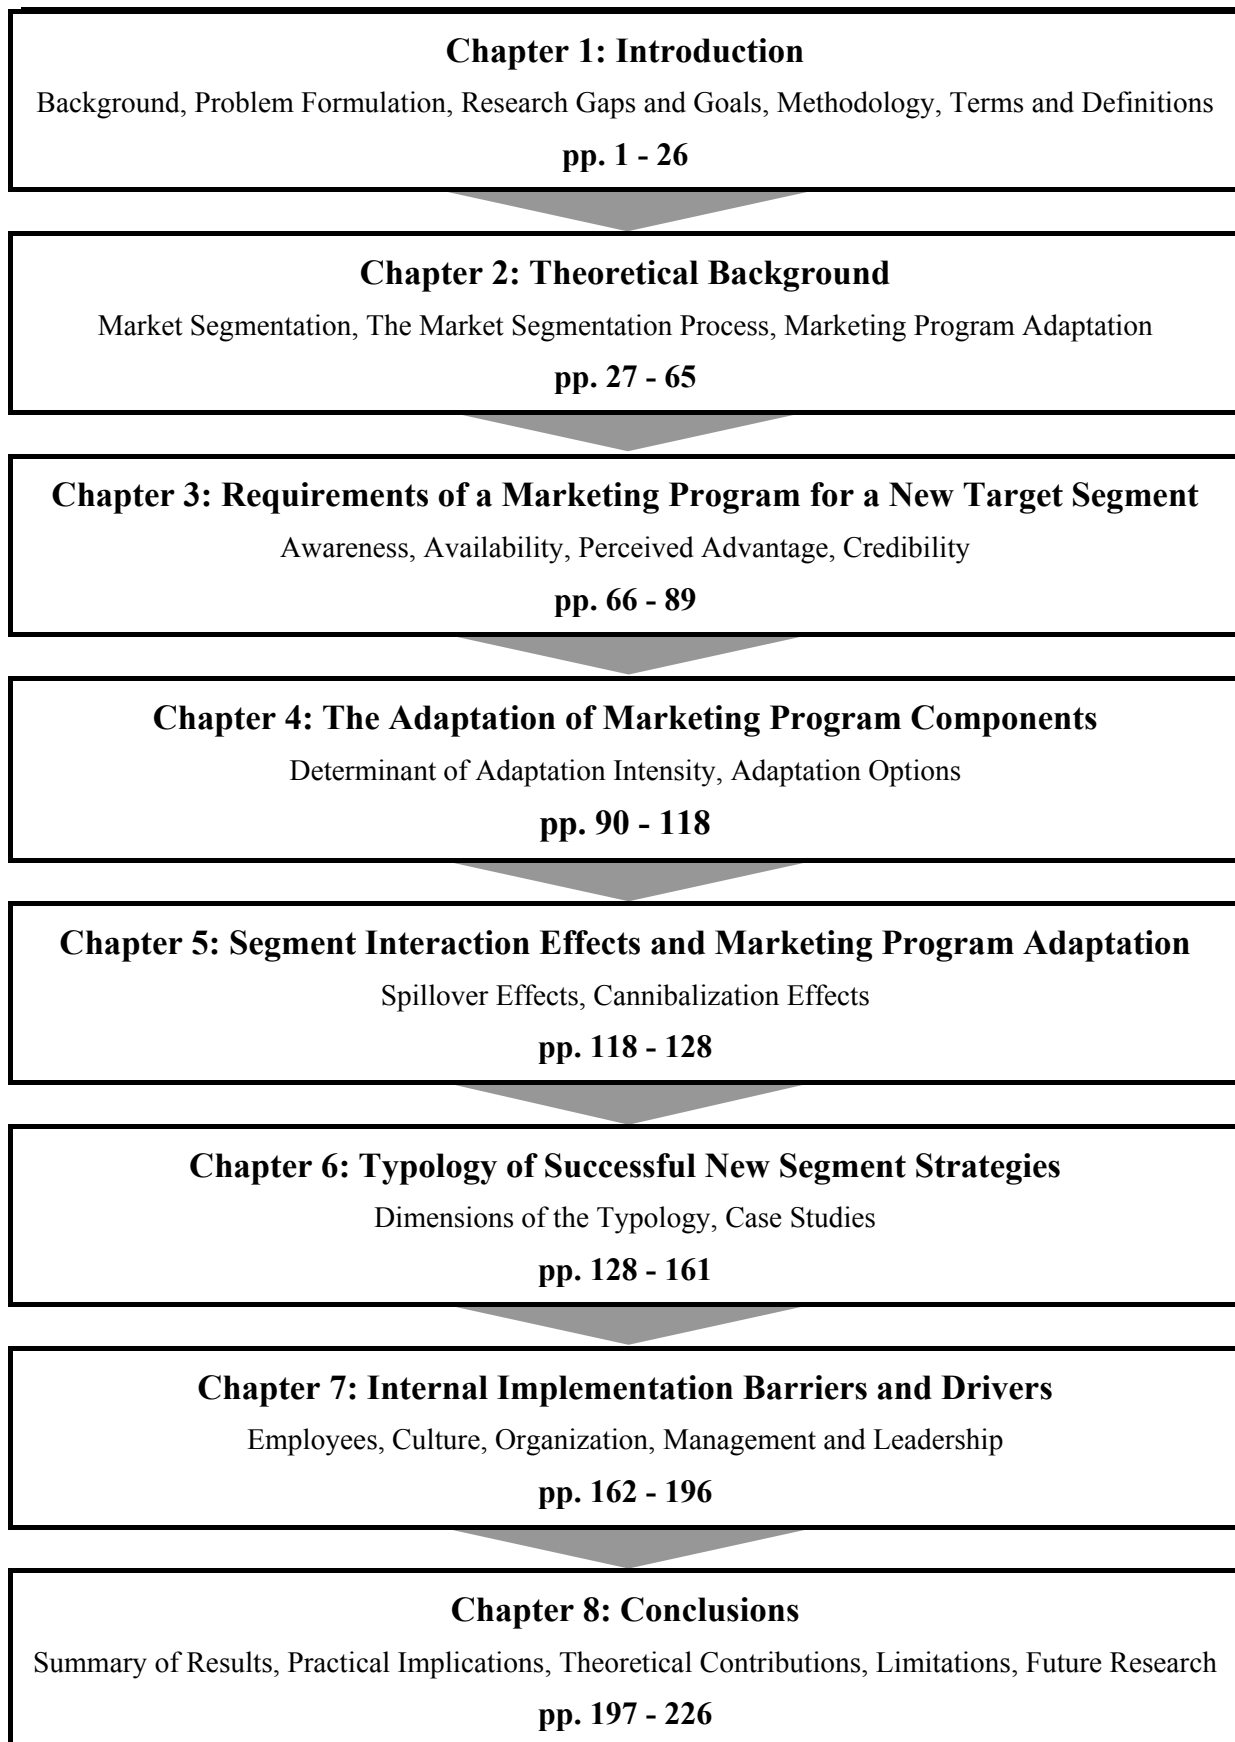 Chapter 1: Introduction
Background, Problem Formulation, Research Gaps and Goals, Methodology, Terms and Definitions
pp. 1 - 26
Chapter 2: Theoretical Background
Market Segmentation, The Market Segmentation Process, Marketing Program Adaptation
pp. 27 - 65
Chapter 3: Requirements of a Marketing Program for a New Target Segment
Awareness, Availability, Perceived Advantage, Credibility
pp. 66 - 89
Chapter 4: The Adaptation of Marketing Program Components
Determinant of Adaptation Intensity, Adaptation Options
pp. 90 - 118
Chapter 5: Segment Interaction Effects and Marketing Program Adaptation
Spillover Effects, Cannibalization Effects
pp. 118 - 128
Chapter 6: Typology of Successful New Segment Strategies
Dimensions of the Typology, Case Studies
pp. 128 - 161
Chapter 7: Internal Implementation Barriers and Drivers
Employees, Culture, Organization, Management and Leadership
pp. 162 - 196
Chapter 8: Conclusions
Summary of Results, Practical Implications, Theoretical Contributions, Limitations, Future Research
pp. 197 - 226